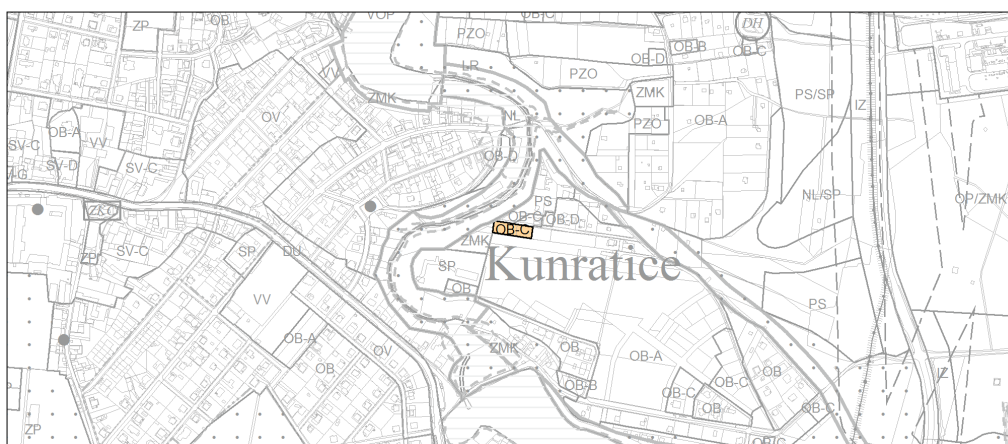 ZP
OB
VOP
OB-C
PZO
DH
OB-B
OB-C
OB-D
LR
PZO
VV
ZMK
ZMK
PS/SP
IZ
OV
NL
PZO
OB-A
OB-A
VV
SV-C
SV-D
SV-C
OB-D
NL/SP
OP/ZMK
PS
ZKC
OB-D
OB-C
ZMK
SV-C
SP
DU
ZP
SP
Kunratice
OB
VV
PS
OB-A
OV
ZMK
OB
OB-A
OB
OB-C
OB
IZ
OB-B
OB-C
OB
OB-C
ZP